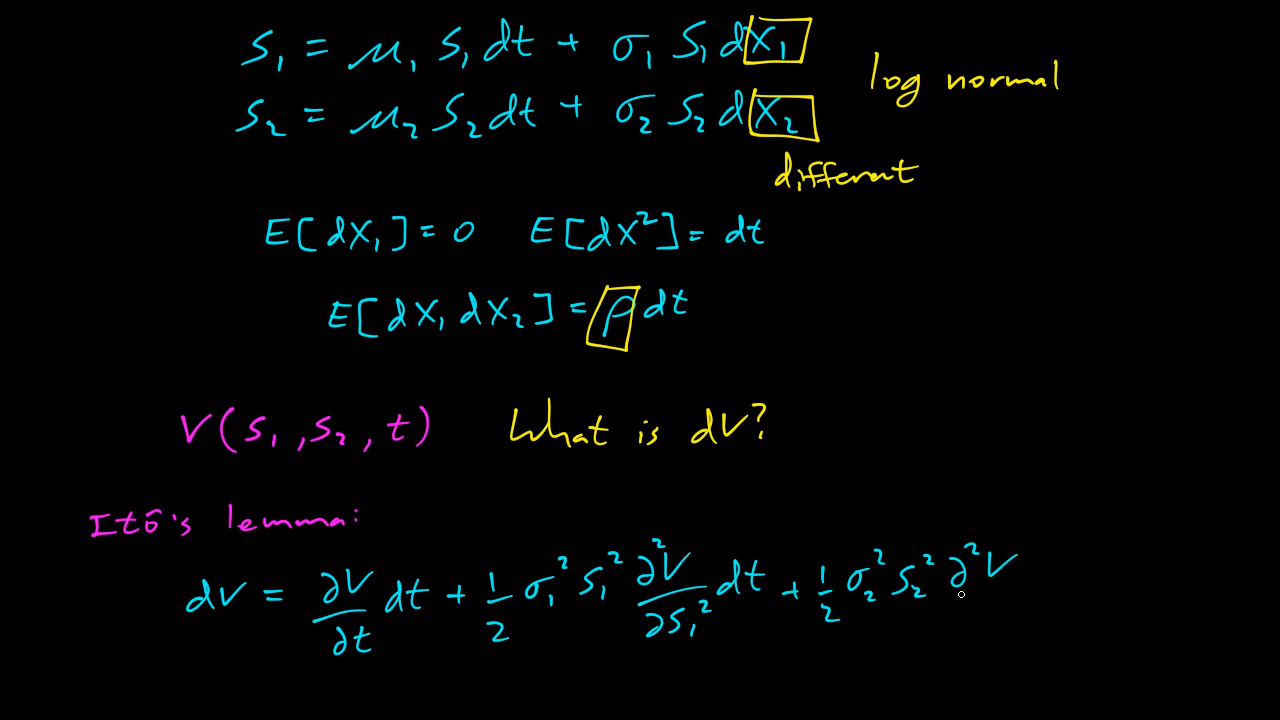 S₁ = μ₁ S₁ dt + σ₁ S₁ dX₁
log normal
S₂ = μ₂ S₂ dt + σ₂ S₂ dX₂
different
E[dX₁] = 0 E[dX²] = dt
E[dX₁ dX₂] = ρ dt
V(S₁, S₂, t) What is dV?
Itō's lemma:
dV = ∂V/∂t dt + 1/2 σ₁² S₁² ∂²V/∂S₁² dt + 1/2 σ₂² S₂² ∂²V